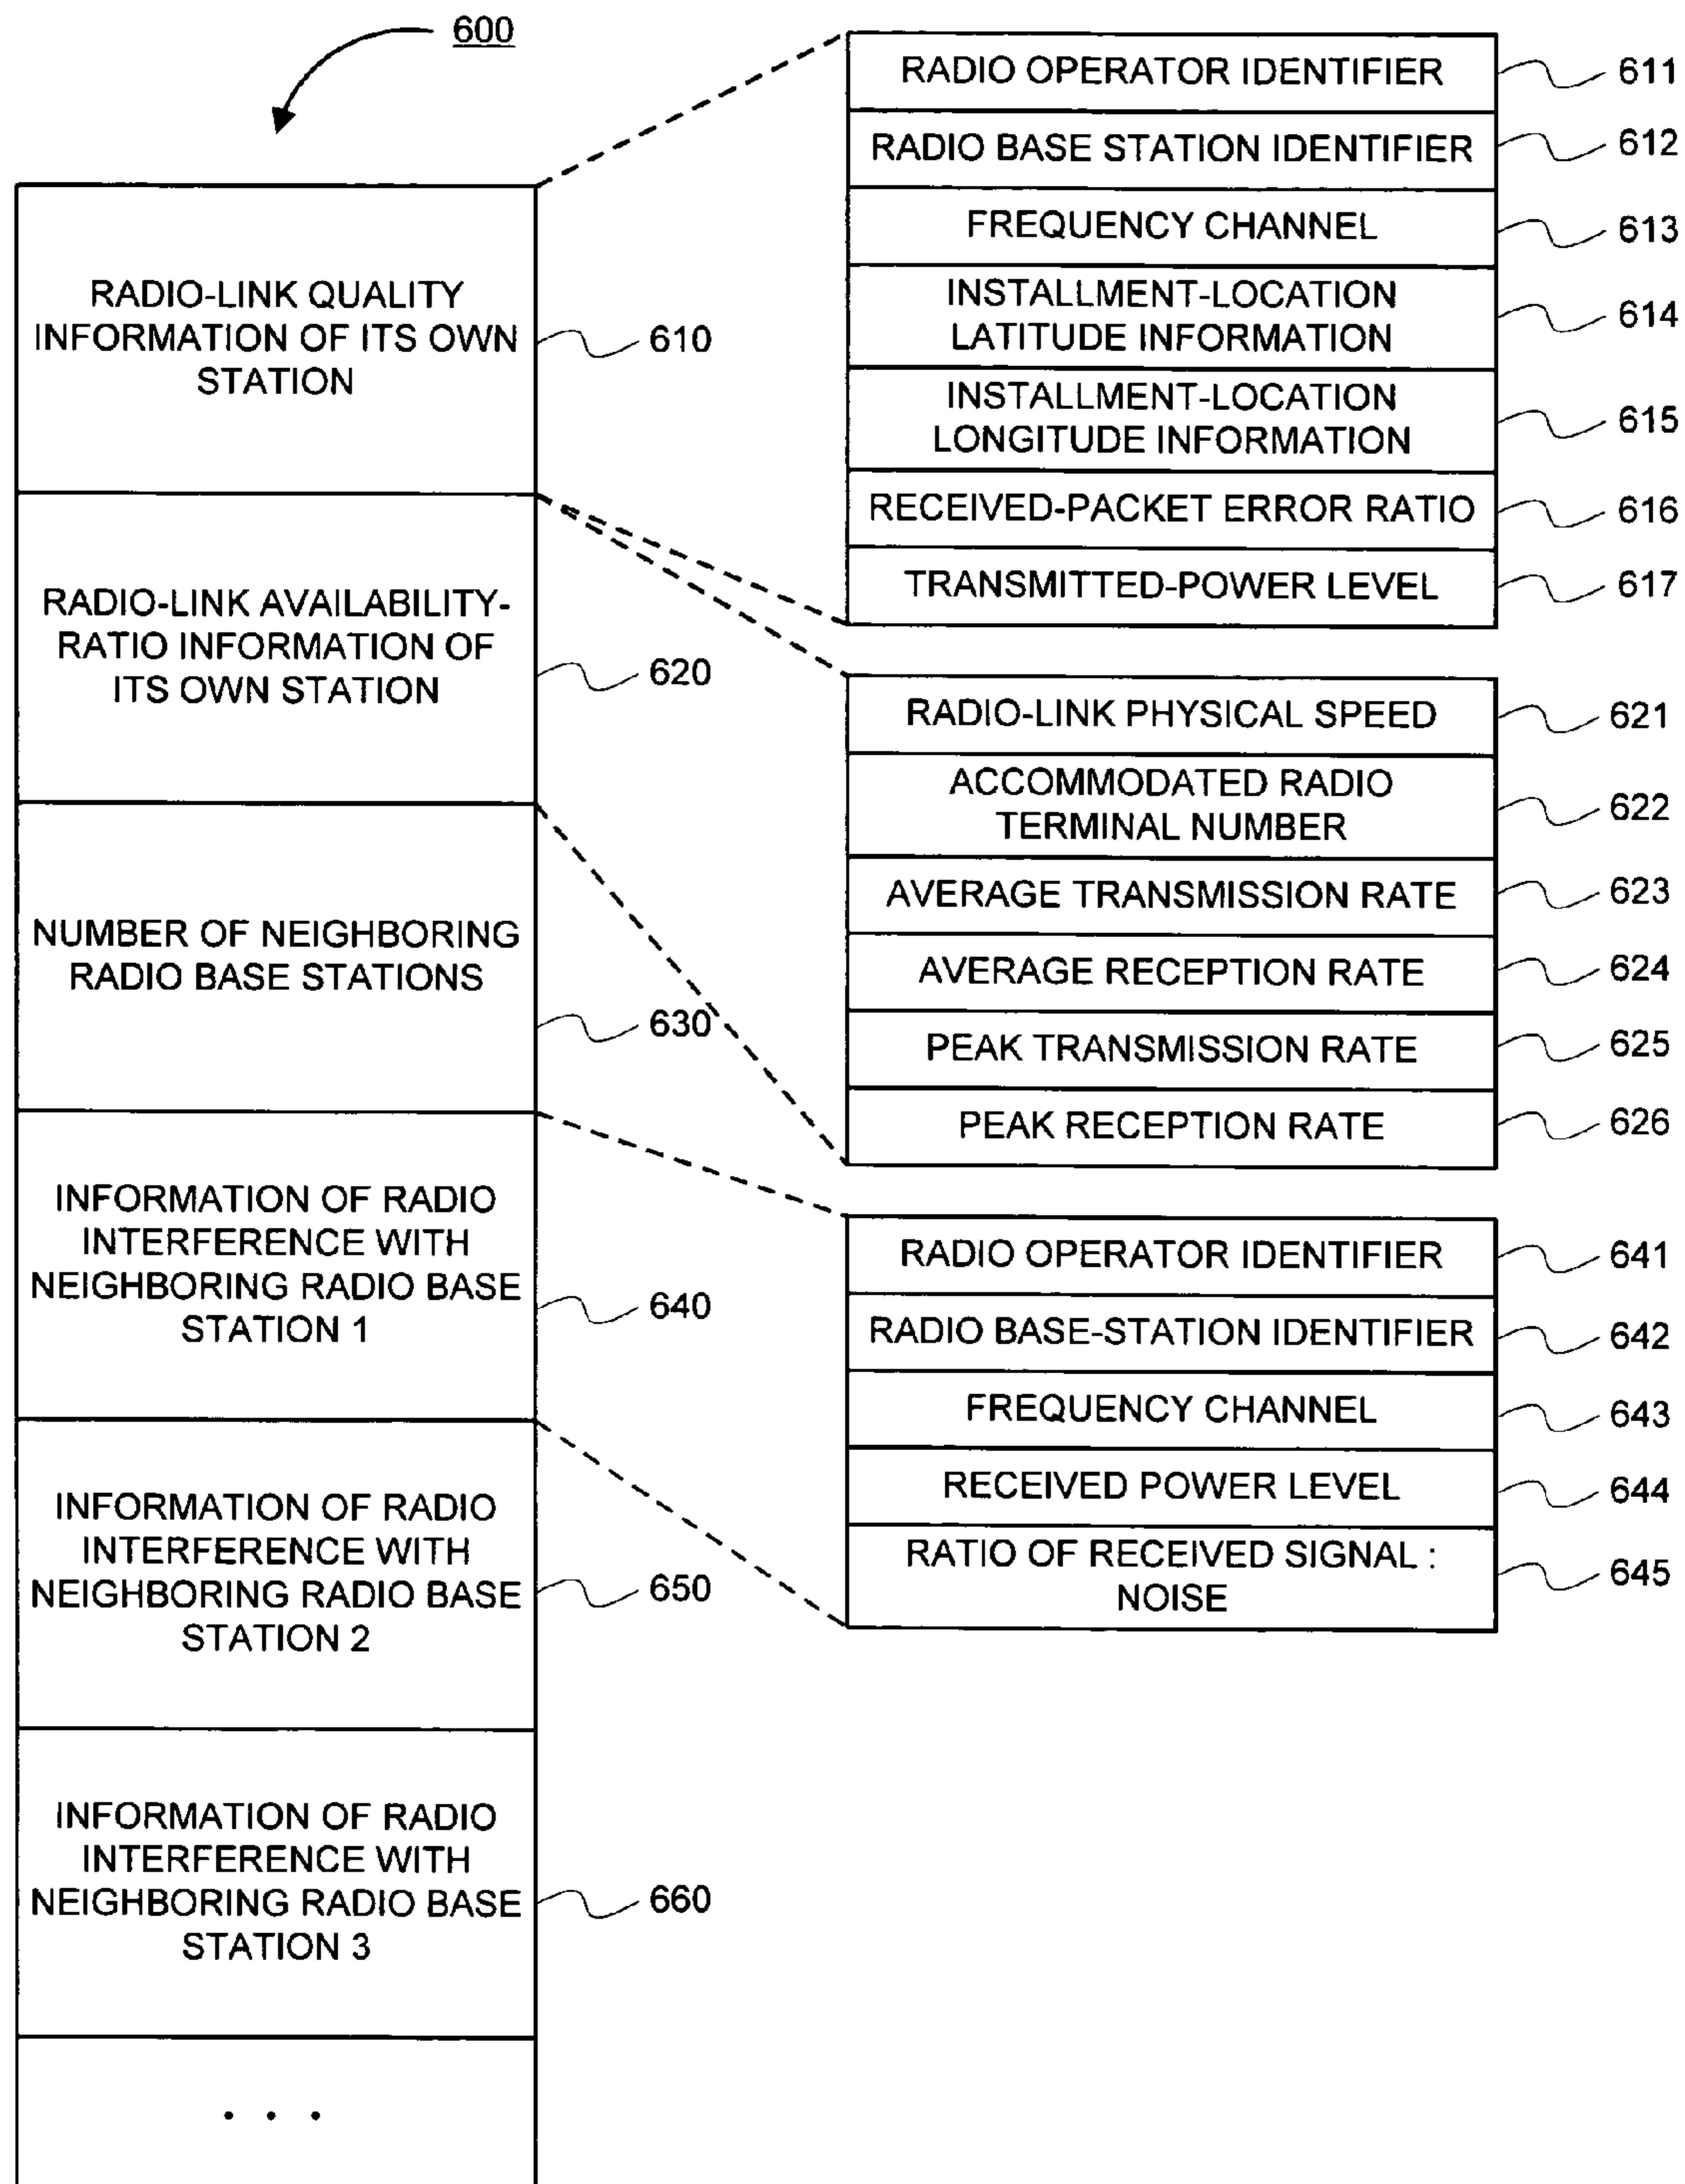 600
RADIO-LINK QUALITY
INFORMATION OF ITS OWN
STATION
610
RADIO-LINK AVAILABILITY-
RATIO INFORMATION OF
ITS OWN STATION
620
NUMBER OF NEIGHBORING
RADIO BASE STATIONS
630
INFORMATION OF RADIO
INTERFERENCE WITH
NEIGHBORING RADIO BASE
STATION 1
640
INFORMATION OF RADIO
INTERFERENCE WITH
NEIGHBORING RADIO BASE
STATION 2
650
INFORMATION OF RADIO
INTERFERENCE WITH
NEIGHBORING RADIO BASE
STATION 3
660
. . .
RADIO OPERATOR IDENTIFIER
611
RADIO BASE STATION IDENTIFIER
612
FREQUENCY CHANNEL
613
INSTALLMENT-LOCATION
LATITUDE INFORMATION
614
INSTALLMENT-LOCATION
LONGITUDE INFORMATION
615
RECEIVED-PACKET ERROR RATIO
616
TRANSMITTED-POWER LEVEL
617
RADIO-LINK PHYSICAL SPEED
621
ACCOMMODATED RADIO
TERMINAL NUMBER
622
AVERAGE TRANSMISSION RATE
623
AVERAGE RECEPTION RATE
624
PEAK TRANSMISSION RATE
625
PEAK RECEPTION RATE
626
RADIO OPERATOR IDENTIFIER
641
RADIO BASE-STATION IDENTIFIER
642
FREQUENCY CHANNEL
643
RECEIVED POWER LEVEL
644
RATIO OF RECEIVED SIGNAL :
NOISE
645